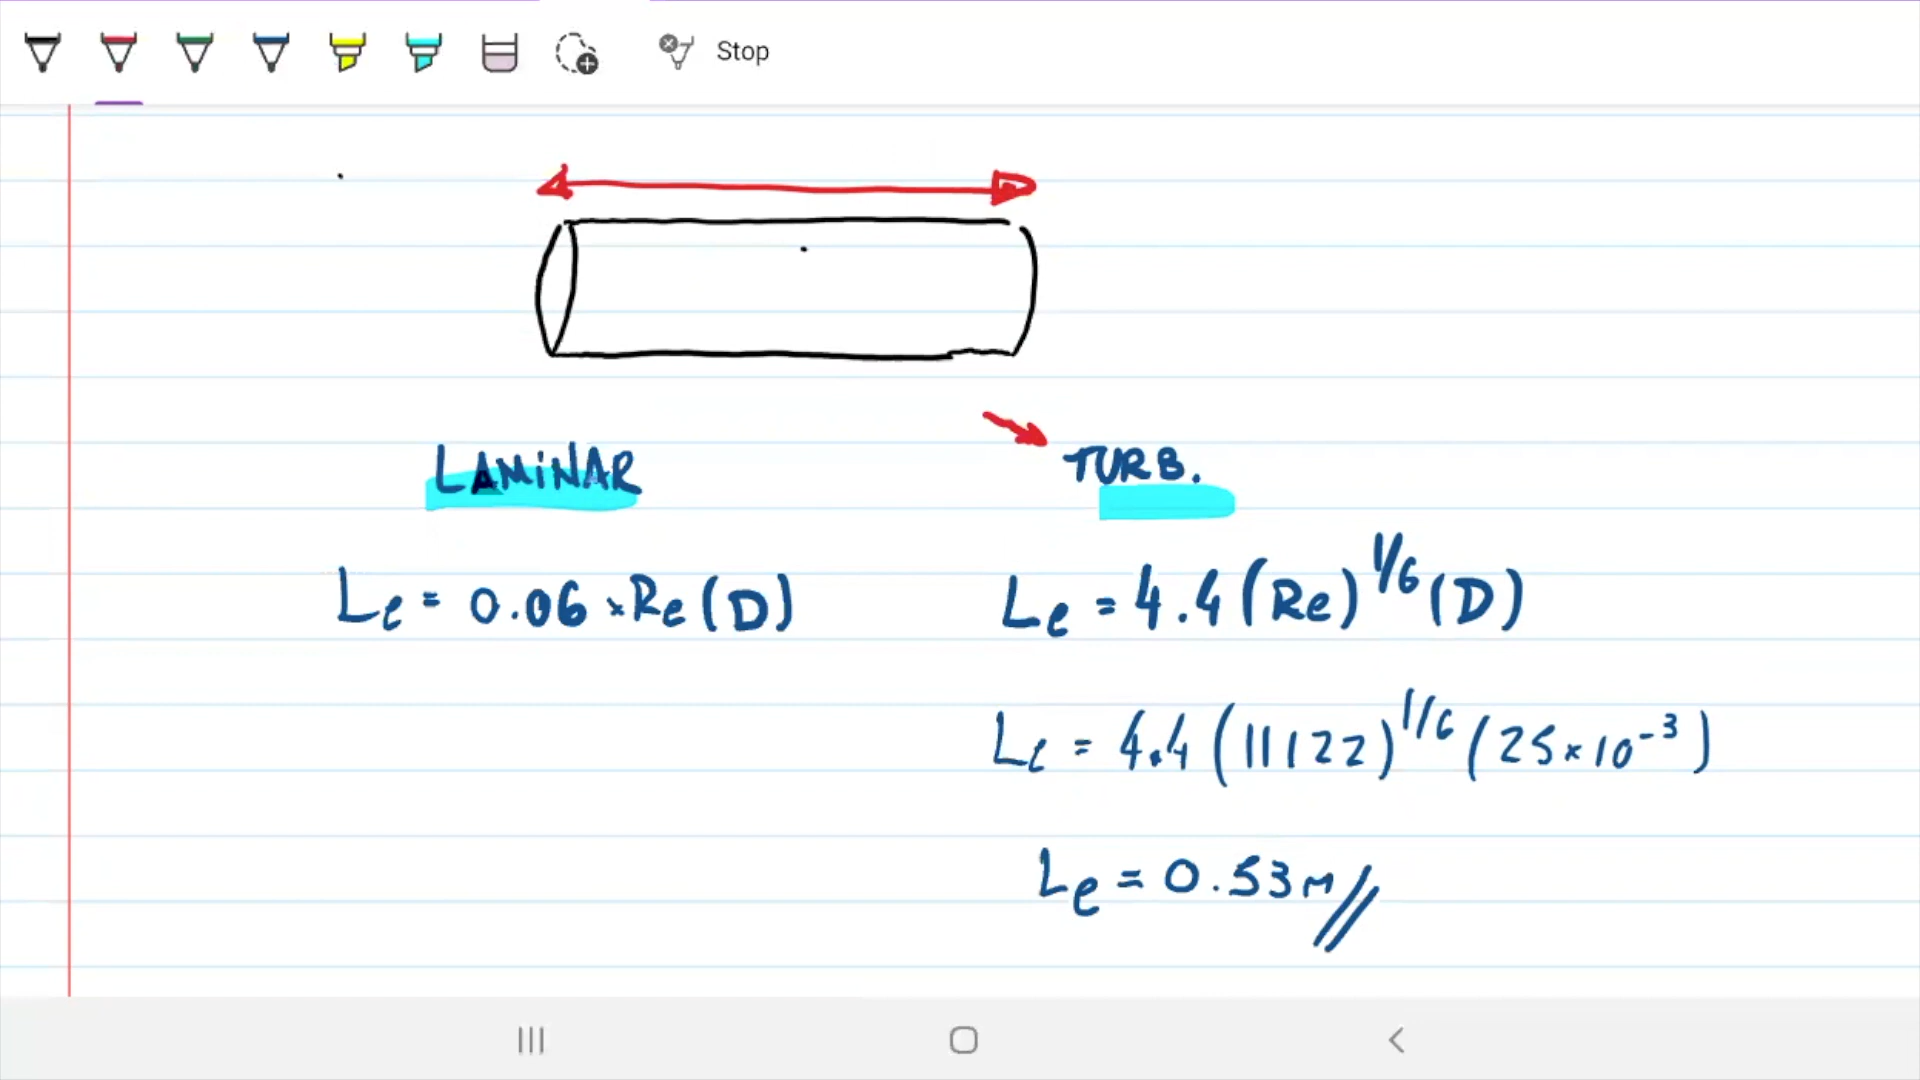 Stop
LAMiNAR
TURB.
Le = 0.06 × Re (D)
Le = 4.4 (Re)^1/6 (D)
Le = 4.4 (11122)^1/6 (25×10^-3)
Le = 0.53m